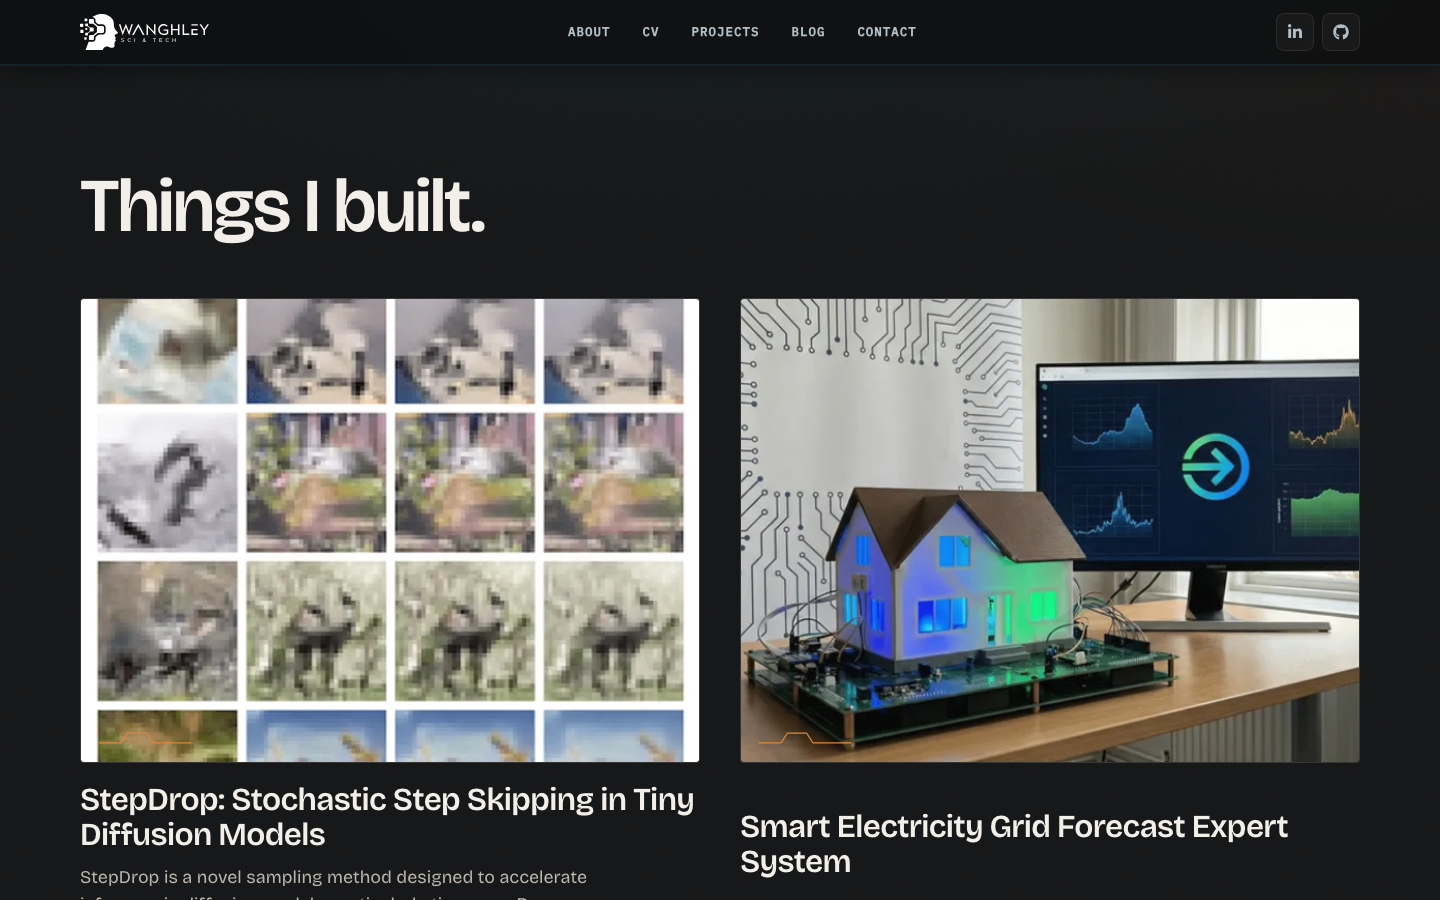 WANGHLEY
SCI & TECH
ABOUT
CV
PROJECTS
BLOG
CONTACT
in
Things I built.
StepDrop: Stochastic Step Skipping in Tiny
Diffusion Models
StepDrop is a novel sampling method designed to accelerate
Smart Electricity Grid Forecast Expert
System